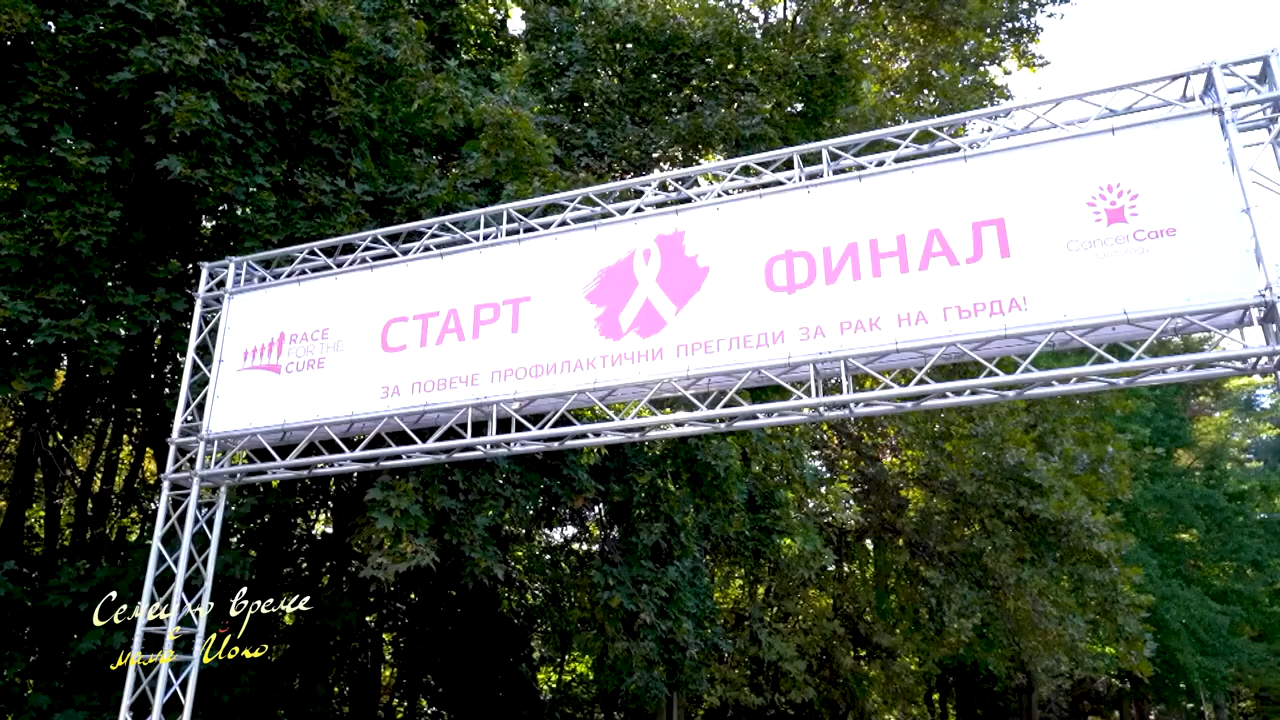 RACE
FOR THE
CURE
СТАРТ
ФИНАЛ
ЗА ПОВЕЧЕ ПРОФИЛАКТИЧНИ ПРЕГЛЕДИ ЗА РАК НА ГЪРДА!
CancerCare
Oncology
Семейно време
с
мама Йоко